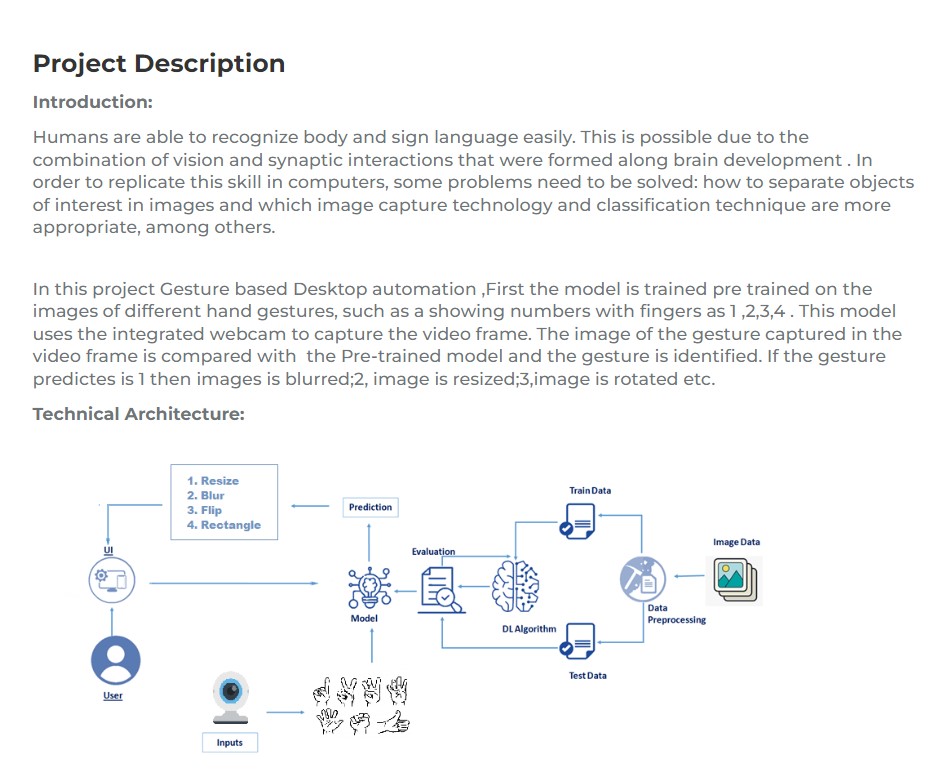 Project Description
Introduction:
Humans are able to recognize body and sign language easily. This is possible due to the
combination of vision and synaptic interactions that were formed along brain development . In
order to replicate this skill in computers, some problems need to be solved: how to separate objects
of interest in images and which image capture technology and classification technique are more
appropriate, among others.
In this project Gesture based Desktop automation ,First the model is trained pre trained on the
images of different hand gestures, such as a showing numbers with fingers as 1 ,2,3,4 . This model
uses the integrated webcam to capture the video frame. The image of the gesture captured in the
video frame is compared with  the Pre-trained model and the gesture is identified. If the gesture
predictes is 1 then images is blurred;2, image is resized;3,image is rotated etc.
Technical Architecture:
1. Resize
2. Blur
3. Flip
4. Rectangle
Prediction
Train Data
UI
Evaluation
Image Data
Model
DL Algorithm
Data
Preprocessing
Test Data
User
Inputs